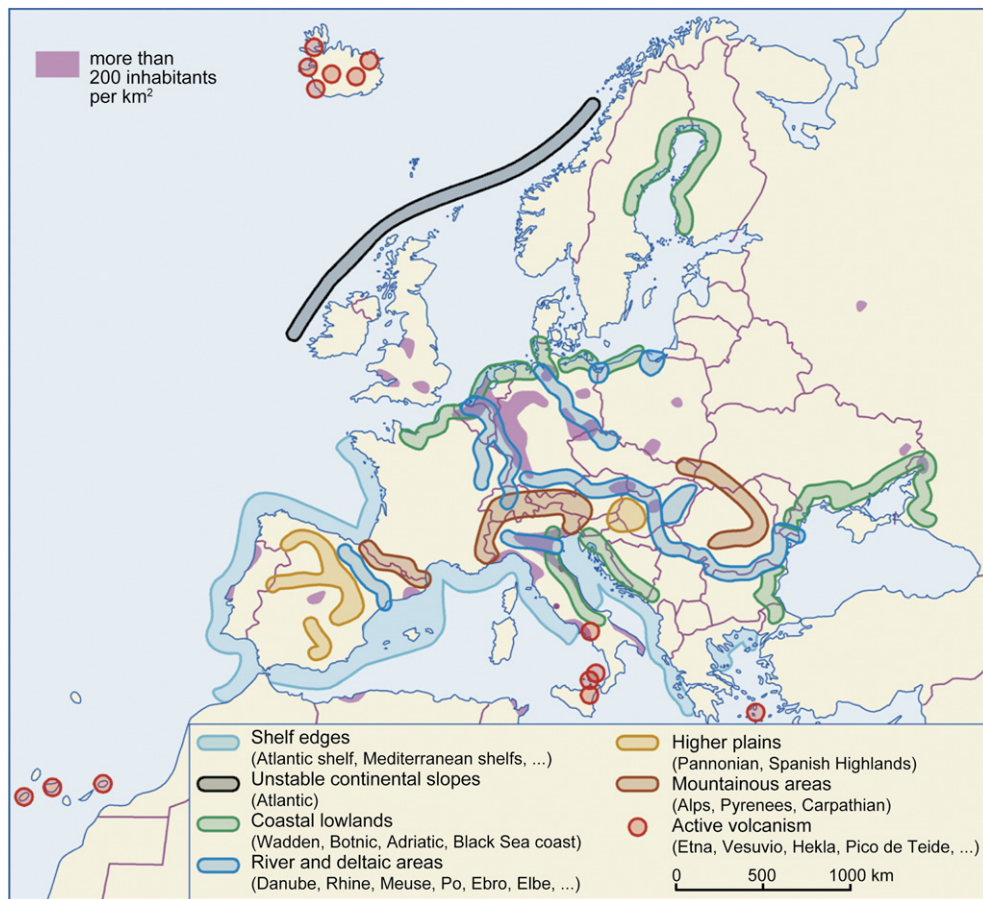 more than
200 inhabitants
per km²
Shelf edges
(Atlantic shelf, Mediterranean shelfs, ...)
Unstable continental slopes
(Atlantic)
Coastal lowlands
(Wadden, Botnic, Adriatic, Black Sea coast)
River and deltaic areas
(Danube, Rhine, Meuse, Po, Ebro, Elbe, ...)
Higher plains
(Pannonian, Spanish Highlands)
Mountainous areas
(Alps, Pyrenees, Carpathian)
Active volcanism
(Etna, Vesuvio, Hekla, Pico de Teide, ...)
0 500 1000 km